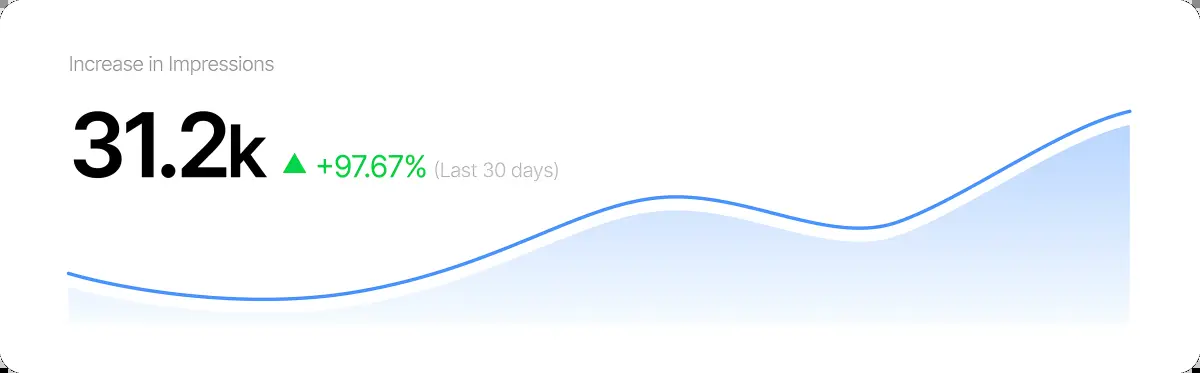 Increase in Impressions
31.2k ▲ +97.67% (Last 30 days)